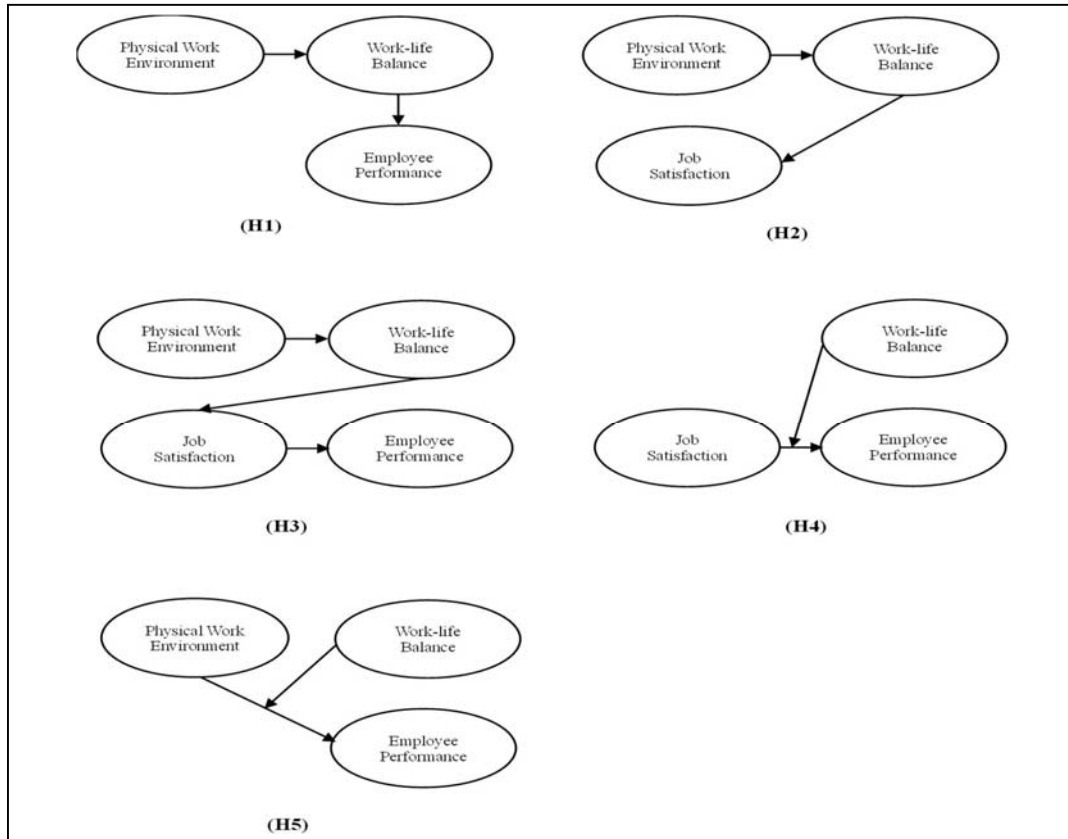 Physical Work
Environment
Work-life
Balance
Employee
Performance
(H1)
Physical Work
Environment
Work-life
Balance
Job
Satisfaction
(H2)
Physical Work
Environment
Work-life
Balance
Job
Satisfaction
Employee
Performance
(H3)
Work-life
Balance
Job
Satisfaction
Employee
Performance
(H4)
Physical Work
Environment
Work-life
Balance
Employee
Performance
(H5)